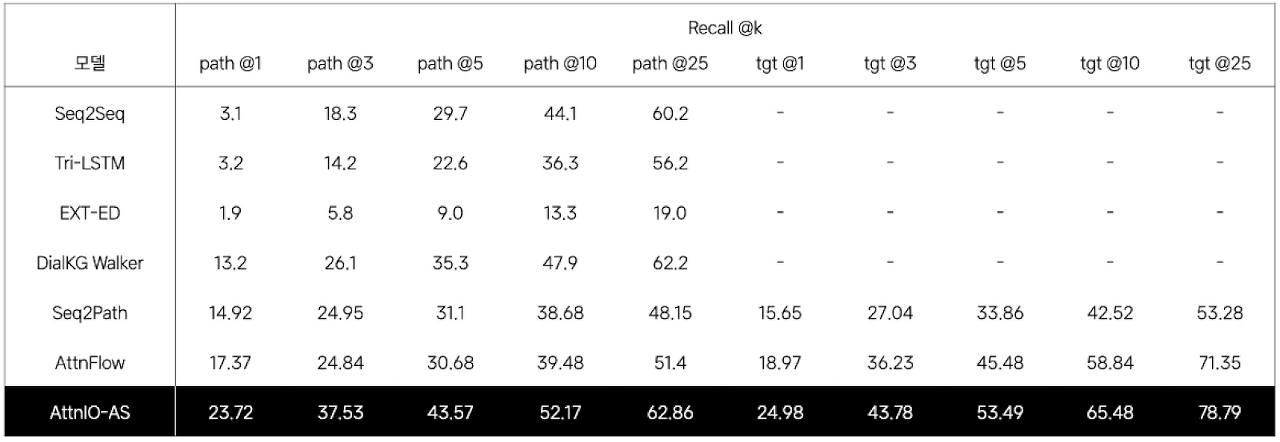 Recall @k
모델 path @1 path @3 path @5 path @10 path @25 tgt @1 tgt @3 tgt @5 tgt @10 tgt @25
Seq2Seq 3.1 18.3 29.7 44.1 60.2 - - - - -
Tri-LSTM 3.2 14.2 22.6 36.3 56.2 - - - - -
EXT-ED 1.9 5.8 9.0 13.3 19.0 - - - - -
DialKG Walker 13.2 26.1 35.3 47.9 62.2 - - - - -
Seq2Path 14.92 24.95 31.1 38.68 48.15 15.65 27.04 33.86 42.52 53.28
AttnFlow 17.37 24.84 30.68 39.48 51.4 18.97 36.23 45.48 58.84 71.35
AttnIO-AS 23.72 37.53 43.57 52.17 62.86 24.98 43.78 53.49 65.48 78.79